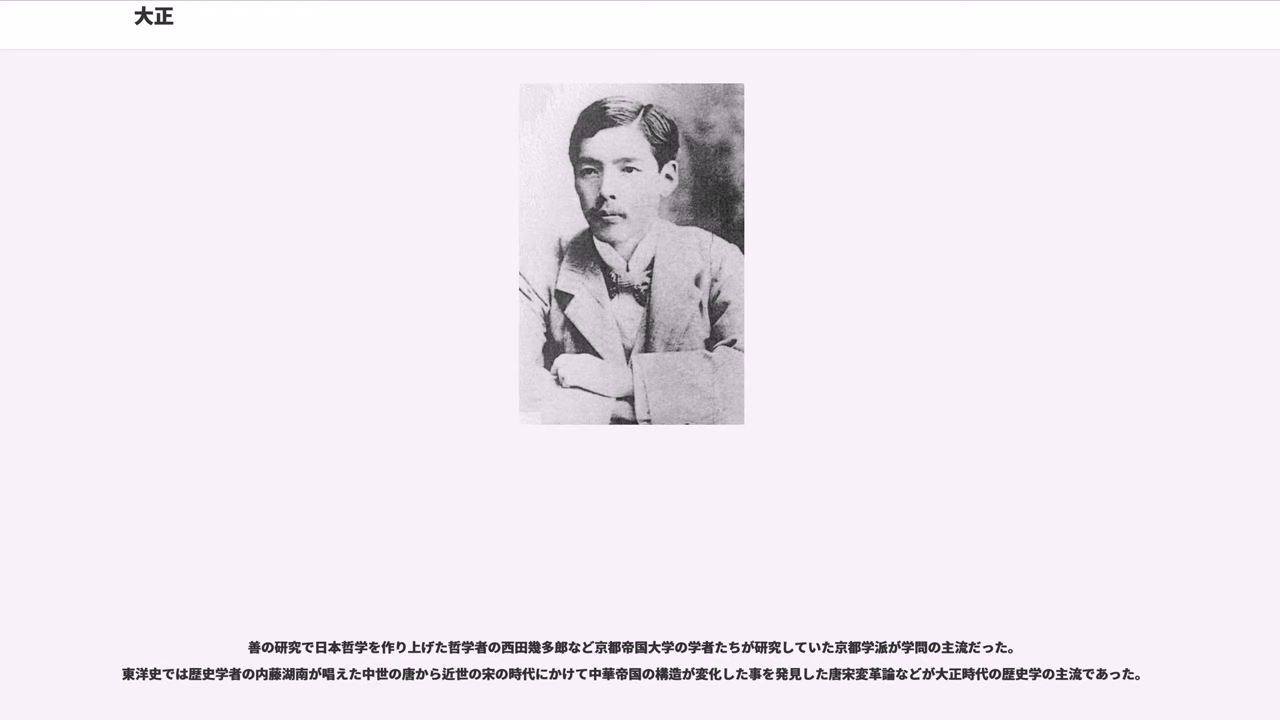 大正
善の研究で日本哲学を作り上げた哲学者の西田幾多郎など京都帝国大学の学者たちが研究していた京都学派が学問の主流だった。
東洋史では歴史学者の内藤湖南が唱えた中世の唐から近世の宋の時代にかけて中華帝国の構造が変化した事を発見した唐宋変革論などが大正時代の歴史学の主流であった。